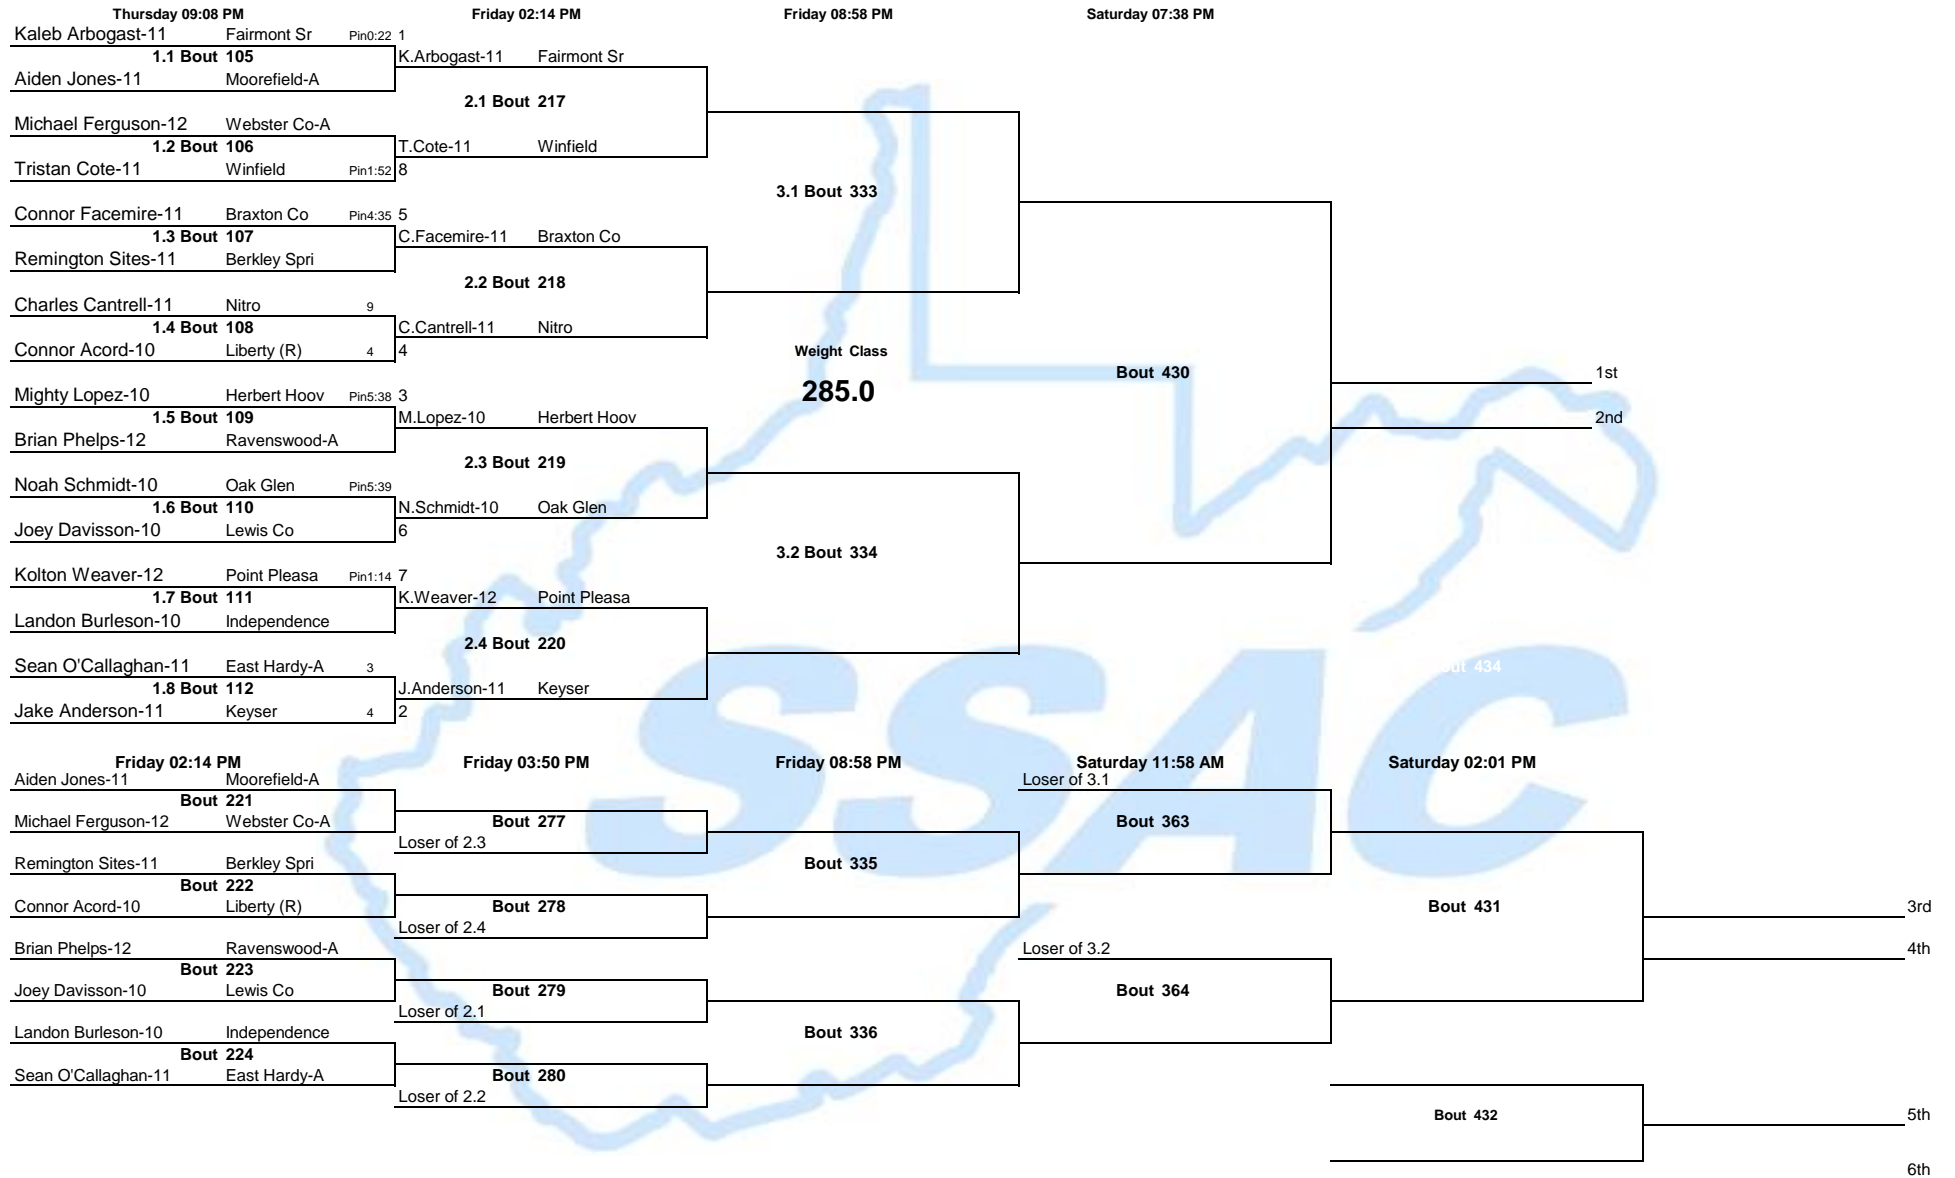 Thursday 09:08 PM Friday 02:14 PM Friday 08:58 PM Saturday 07:38 PM
Kaleb Arbogast-11 Fairmont Sr Pin0:22 1
1.1 Bout 105 K.Arbogast-11 Fairmont Sr
Aiden Jones-11 Moorefield-A
2.1 Bout 217
Michael Ferguson-12 Webster Co-A
1.2 Bout 106 T.Cote-11 Winfield
Tristan Cote-11 Winfield Pin1:52 8
3.1 Bout 333
Connor Facemire-11 Braxton Co Pin4:35 5
1.3 Bout 107 C.Facemire-11 Braxton Co
Remington Sites-11 Berkley Spri
2.2 Bout 218
Charles Cantrell-11 Nitro 9
1.4 Bout 108 C.Cantrell-11 Nitro
Connor Acord-10 Liberty (R) 4 4 Weight Class
Bout 430 1st
Mighty Lopez-10 Herbert Hoov Pin5:38 3 285.0
1.5 Bout 109 M.Lopez-10 Herbert Hoov 2nd
Brian Phelps-12 Ravenswood-A
2.3 Bout 219
Noah Schmidt-10 Oak Glen Pin5:39
1.6 Bout 110 N.Schmidt-10 Oak Glen
Joey Davisson-10 Lewis Co 6
3.2 Bout 334
Kolton Weaver-12 Point Pleasa Pin1:14 7
1.7 Bout 111 K.Weaver-12 Point Pleasa
Landon Burleson-10 Independence
2.4 Bout 220
Sean O'Callaghan-11 East Hardy-A 3 434
1.8 Bout 112 J.Anderson-11 Keyser
Jake Anderson-11 Keyser 4 2
SSAC
Friday 02:14 PM Friday 03:50 PM Friday 08:58 PM Saturday 11:58 AM Saturday 02:01 PM
Aiden Jones-11 Moorefield-A Loser of 3.1
Bout 221
Michael Ferguson-12 Webster Co-A Bout 277 Bout 363
Loser of 2.3
Remington Sites-11 Berkley Spri Bout 335
Bout 222
Connor Acord-10 Liberty (R) Bout 278 Bout 431 3rd
Loser of 2.4
Brian Phelps-12 Ravenswood-A Loser of 3.2 4th
Bout 223
Joey Davisson-10 Lewis Co Bout 279 Bout 364
Loser of 2.1
Landon Burleson-10 Independence Bout 336
Bout 224
Sean O'Callaghan-11 East Hardy-A Bout 280
Loser of 2.2
Bout 432 5th
6th